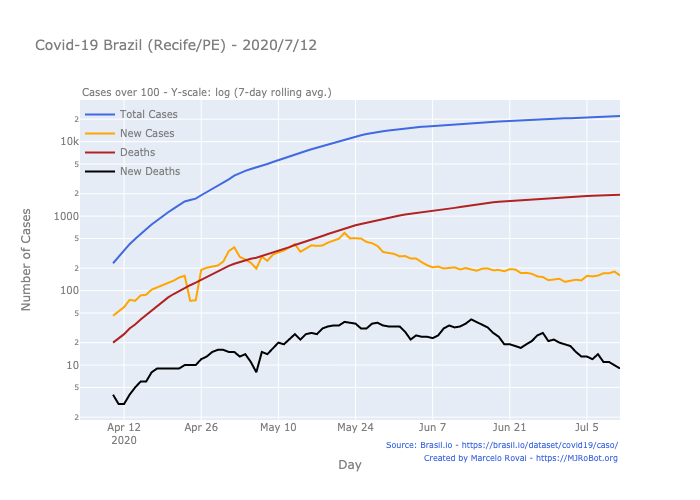 Covid-19 Brazil (Recife/PE) - 2020/7/12
Cases over 100 - Y-scale: log (7-day rolling avg.)
Total Cases
New Cases
Deaths
New Deaths
2
10k
5
2
1000
5
2
100
5
2
10
5
2
Number of Cases
Apr 12
2020
Apr 26
May 10
May 24
Jun 7
Jun 21
Jul 5
Day
Source: Brasil.io - https://brasil.io/dataset/covid19/caso/
Created by Marcelo Rovai - https://MJRoBot.org